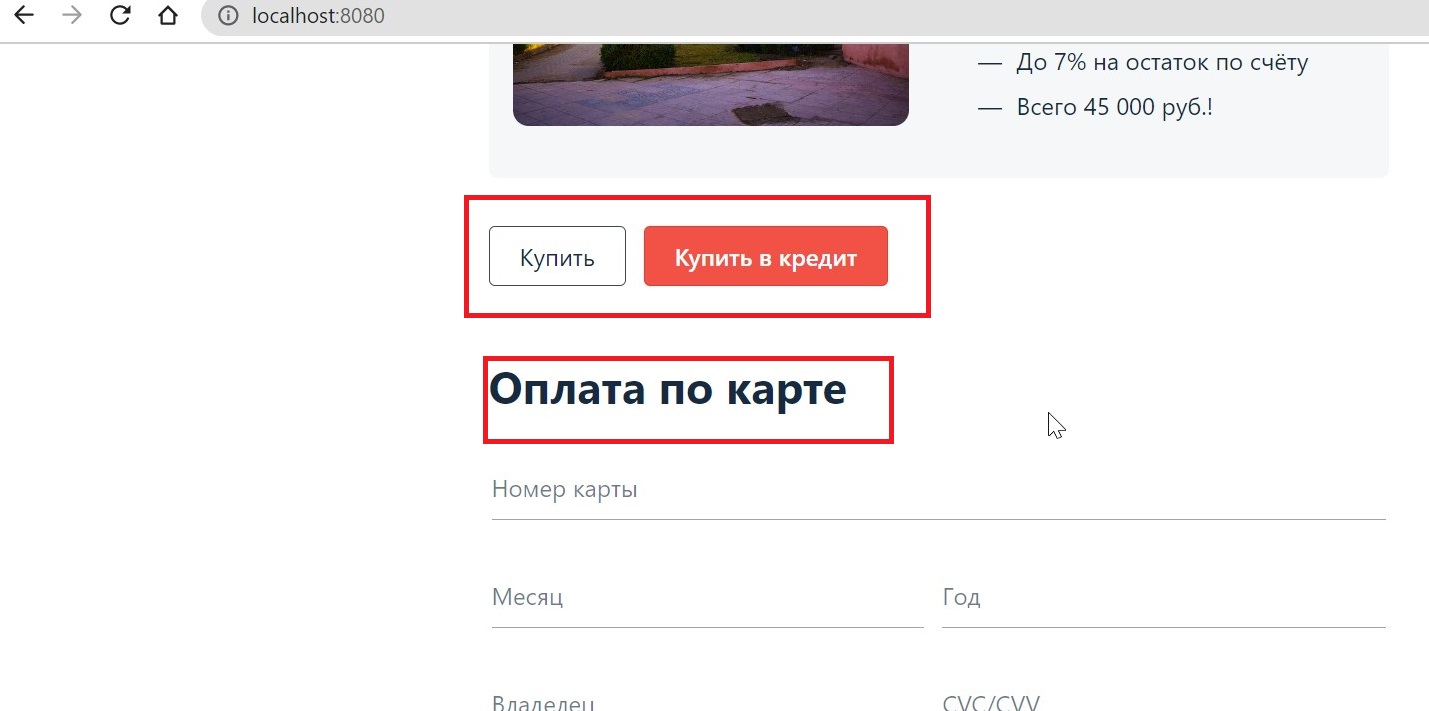 localhost:8080
— До 7% на остаток по счёту
— Всего 45 000 руб.!
Купить Купить в кредит
Оплата по карте
Номер карты
Месяц Год
Владелец CVC/CVV